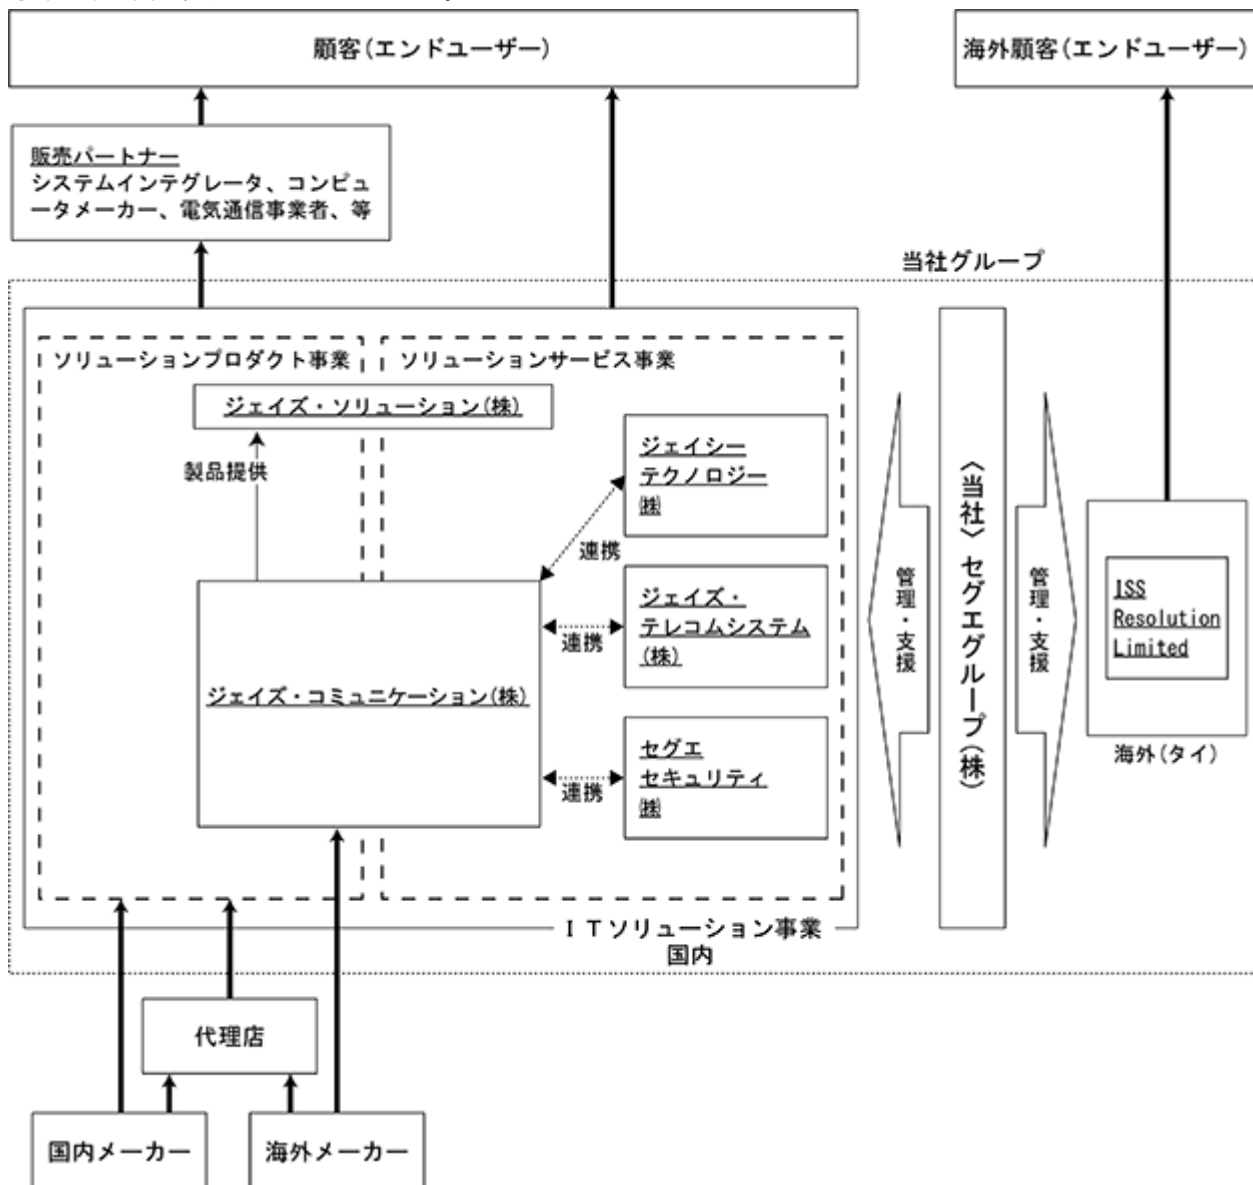 顧客(エンドユーザー)
海外顧客(エンドユーザー)
販売パートナー
システムインテグレータ、コンピュ
ータメーカー、電気通信事業者、等
当社グループ
ソリューションプロダクト事業
ソリューションサービス事業
ジェイズ・ソリューション(株)
製品提供
ジェイシー
テクノロジー
㈱
連携
ジェイズ・
テレコムシステム
(株)
連携
ジェイズ・コミュニケーション(株)
セグエ
セキュリティ
㈱
連携
管理・支援
〈当社〉セグエグループ(株)
管理・支援
ISS
Resolution
Limited
海外(タイ)
ITソリューション事業
国内
代理店
国内メーカー
海外メーカー